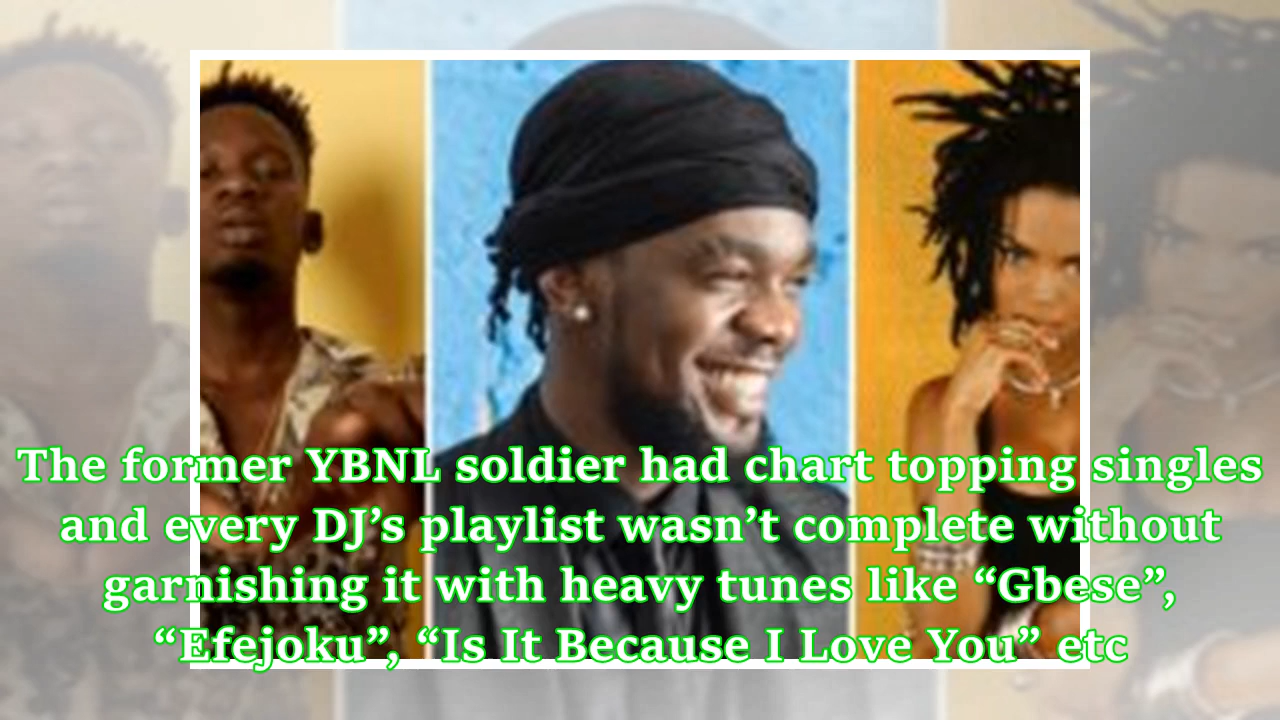 The former YBNL soldier had chart topping singles
and every DJ’s playlist wasn’t complete without
garnishing it with heavy tunes like “Gbese”,
“Efejoku”, “Is It Because I Love You” etc